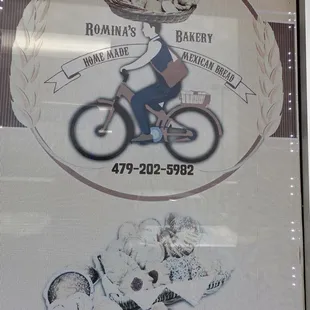 ROMINA'S BAKERY
HOME MADE MEXICAN BREAD
479-202-5982